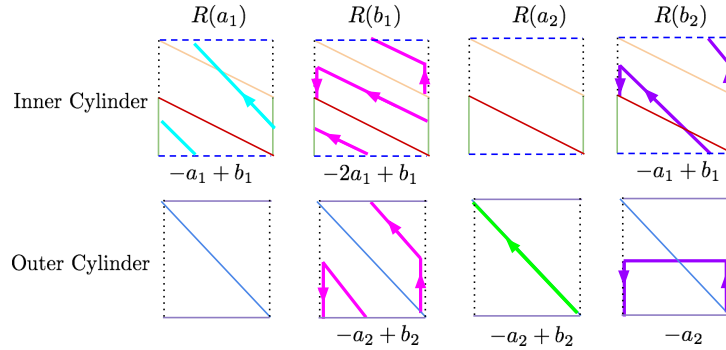 R(a₁) R(b₁) R(a₂) R(b₂)
Inner Cylinder
−a₁ + b₁ −2a₁ + b₁ −a₁ + b₁
Outer Cylinder
−a₂ + b₂ −a₂ + b₂ −a₂